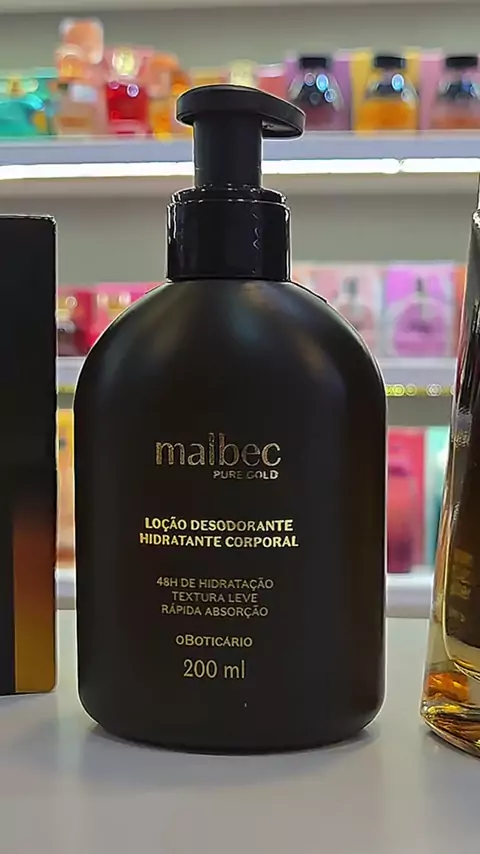 malbec
PURE GOLD
LOÇÃO DESODORANTE
HIDRATANTE CORPORAL
48H DE HIDRATAÇÃO
TEXTURA LEVE
RÁPIDA ABSORÇÃO
oBOTICÁRIO
200 ml